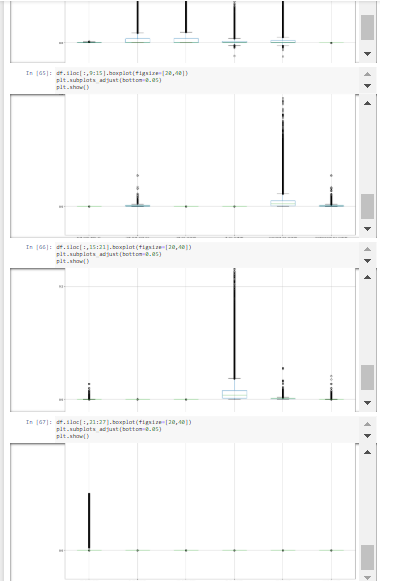 In [65]: df.iloc[:,9:15].boxplot(figsize=[20,40])
plt.subplots_adjust(bottom=0.05)
plt.show()
In [66]: df.iloc[:,15:21].boxplot(figsize=[20,40])
plt.subplots_adjust(bottom=0.05)
plt.show()
In [67]: df.iloc[:,21:27].boxplot(figsize=[20,40])
plt.subplots_adjust(bottom=0.05)
plt.show()